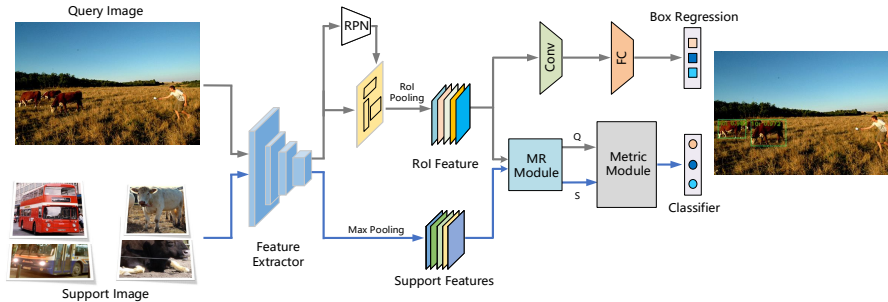 Query Image
RPN
Box Regression
Conv
FC
RoI
Pooling
RoI Feature
MR
Module
Q
S
Metric
Module
Classifier
Feature
Extractor
Max Pooling
Support Features
Support Image